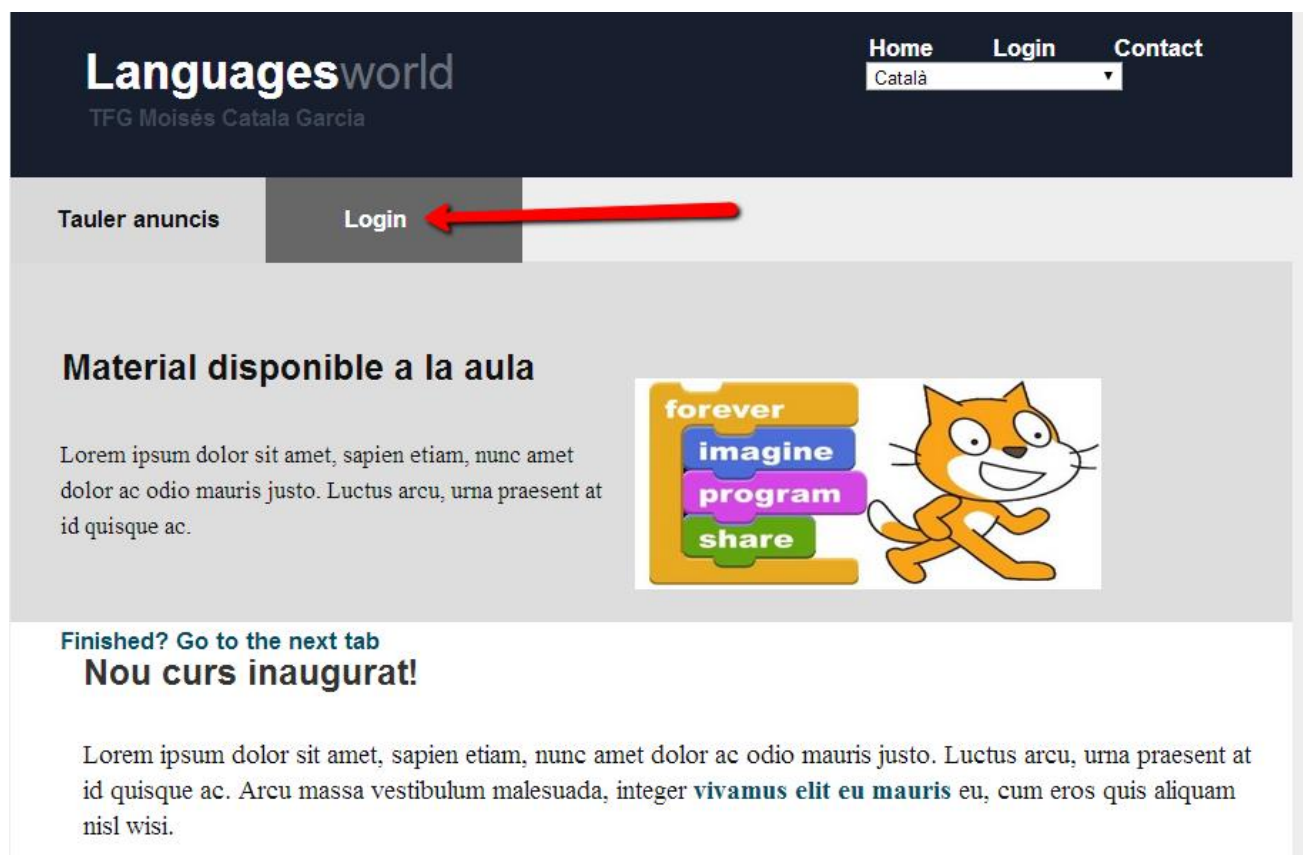 Languagesworld
TFG Moisés Catala Garcia
Home Login Contact
Català
Tauler anuncis
Login
Material disponible a la aula
Lorem ipsum dolor sit amet, sapien etiam, nunc amet
dolor ac odio mauris justo. Luctus arcu, urna praesent at
id quisque ac.
forever
imagine
program
share
Finished? Go to the next tab
Nou curs inaugurat!
Lorem ipsum dolor sit amet, sapien etiam, nunc amet dolor ac odio mauris justo. Luctus arcu, urna praesent at
id quisque ac. Arcu massa vestibulum malesuada, integer vivamus elit eu mauris eu, cum eros quis aliquam
nisl wisi.